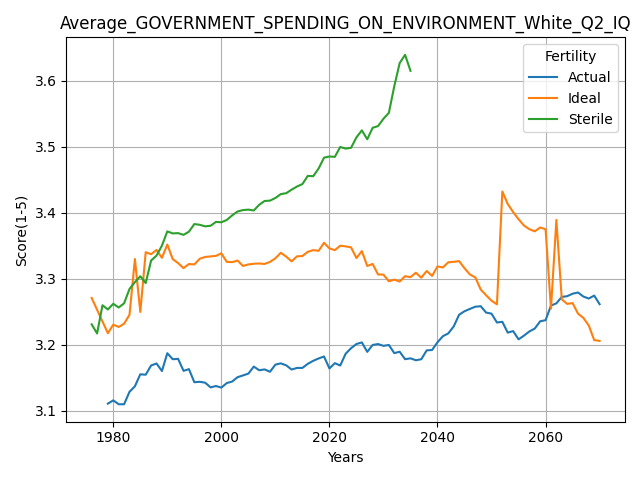 Average_GOVERNMENT_SPENDING_ON_ENVIRONMENT_White_Q2_IQ
Fertility
Actual
Ideal
Sterile
Score(1-5)
3.6
3.5
3.4
3.3
3.2
3.1
1980 2000 2020 2040 2060
Years